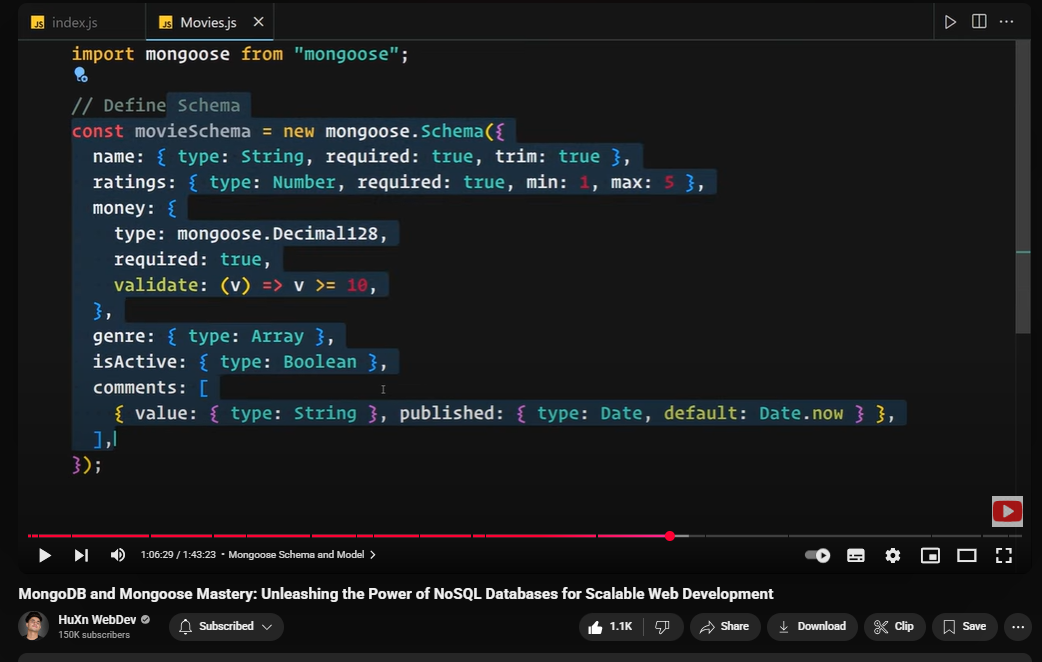 JS index.js
JS Movies.js
import mongoose from "mongoose";
// Define Schema
const movieSchema = new mongoose.Schema({
name: { type: String, required: true, trim: true },
ratings: { type: Number, required: true, min: 1, max: 5 },
money: {
type: mongoose.Decimal128,
required: true,
validate: (v) => v >= 10,
},
genre: { type: Array },
isActive: { type: Boolean },
comments: [
{ value: { type: String }, published: { type: Date, default: Date.now } },
],
});
1:06:29 / 1:43:23 • Mongoose Schema and Model
MongoDB and Mongoose Mastery: Unleashing the Power of NoSQL Databases for Scalable Web Development
HuXn WebDev
150K subscribers
Subscribed
1.1K
Share
Download
Clip
Save